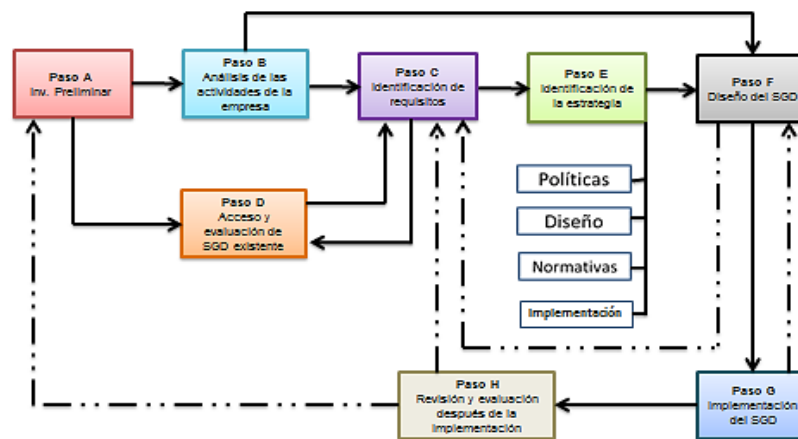 Paso A
Inv. Preliminar
Paso B
Análisis de las
actividades de la
empresa
Paso C
Identificación de
requisitos
Paso E
Identificación de
la estrategia
Paso F
Diseño del SGD
Paso D
Acceso y
evaluación de
SGD existente
Políticas
Diseño
Normativas
Implementación
Paso H
Revisión y evaluación
después de la
implementación
Paso G
Implementación
del SGD